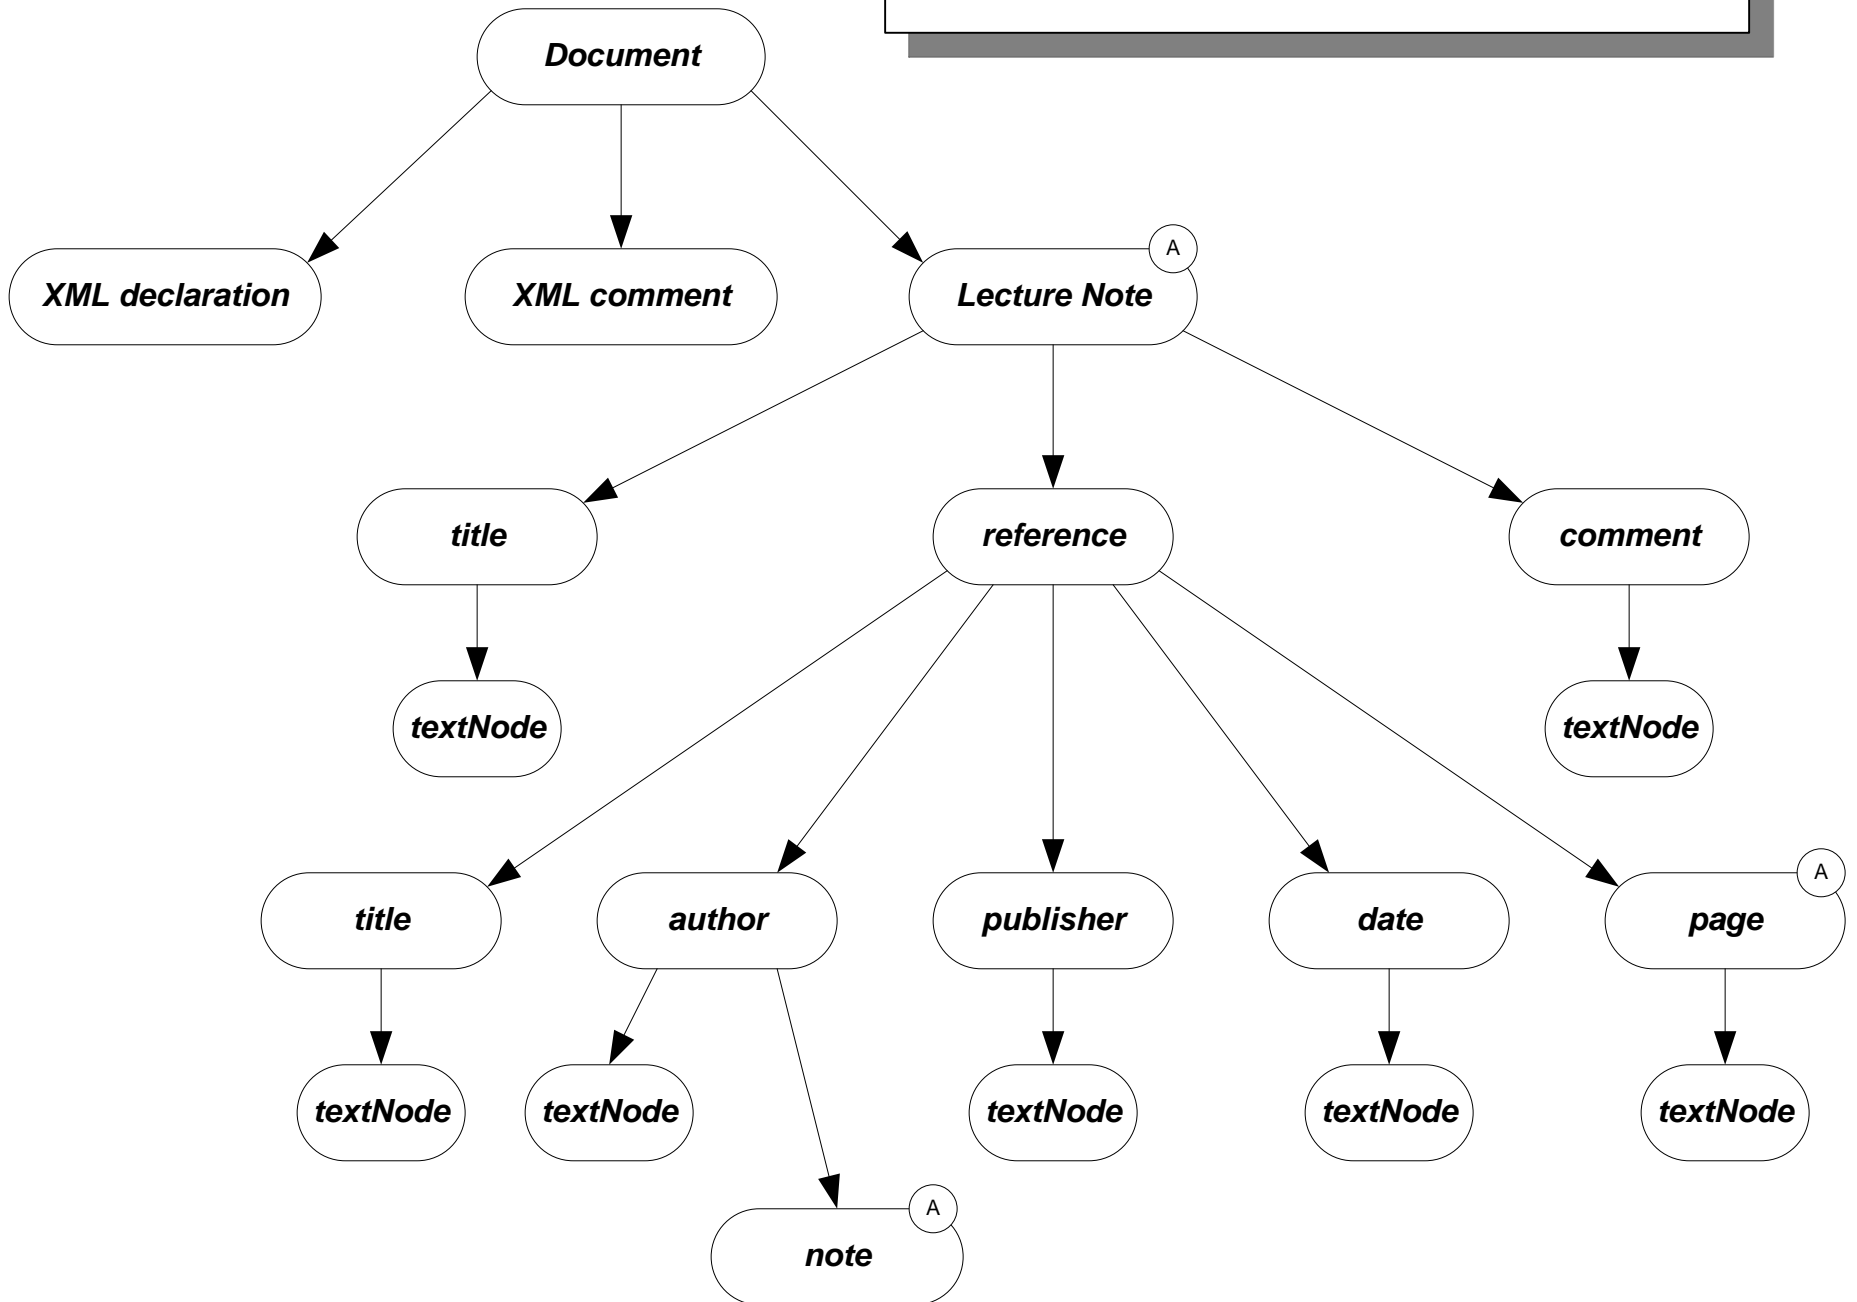 Document
A
XML declaration
XML comment
Lecture Note
title
reference
comment
textNode
textNode
A
title
author
publisher
date
page
textNode
textNode
textNode
textNode
textNode
A
note